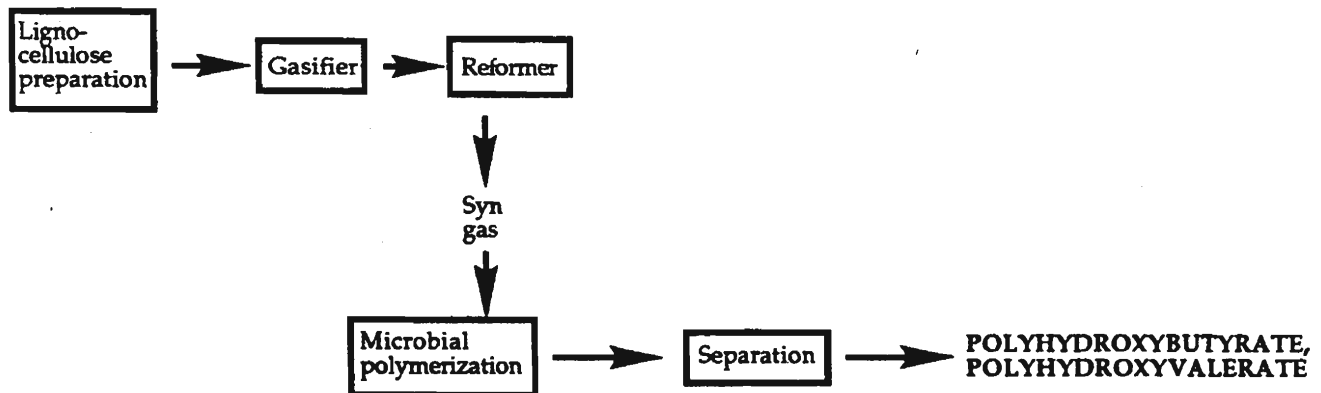 Ligno-
cellulose
preparation
Gasifier
Reformer
Syn
gas
Microbial
polymerization
Separation
POLYHYDROXYBUTYRATE,
POLYHYDROXYVALERATE